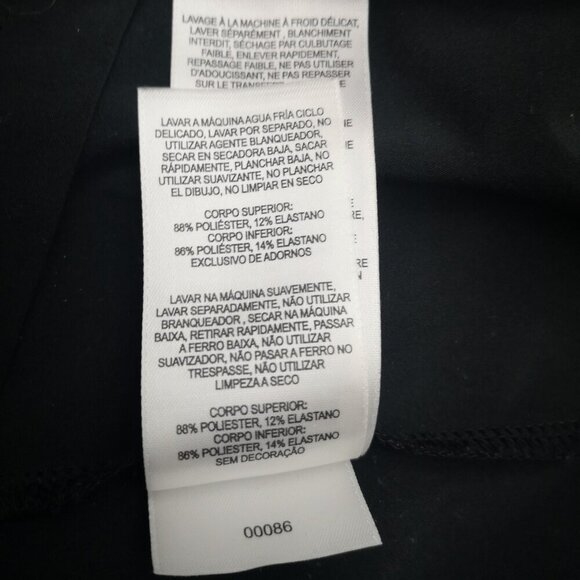 LAVAGE À LA MACHINE À FROID DÉLICAT,
LAVER SÉPARÉMENT, BLANCHIMENT
INTERDIT, SÉCHAGE PAR CULBUTAGE
FAIBLE, ENLEVER RAPIDEMENT,
REPASSAGE FAIBLE, NE PAS UTILISER
D'ADOUCISSANT, NE PAS REPASSER
SUR LE
LAVAR A MÁQUINA AGUA FRÍA CICLO
DELICADO, LAVAR POR SEPARADO, NO
UTILIZAR AGENTE BLANQUEADOR,
SECAR EN SECADORA BAJA, SACAR
RÁPIDAMENTE, PLANCHAR BAJA, NO
UTILIZAR SUAVIZANTE, NO PLANCHAR
EL DIBUJO, NO LIMPIAR EN SECO
CORPO SUPERIOR:
88% POLIÉSTER, 12% ELASTANO
CORPO INFERIOR:
86% POLIÉSTER, 14% ELASTANO
EXCLUSIVO DE ADORNOS
LAVAR NA MÁQUINA SUAVEMENTE,
LAVAR SEPARADAMENTE, NÃO UTILIZAR
BRANQUEADOR , SECAR NA MÁQUINA
BAIXA, RETIRAR RAPIDAMENTE, PASSAR
A FERRO BAIXA, NÃO UTILIZAR
SUAVIZADOR, NÃO PASAR A FERRO NO
TRESPASSE, NÃO UTILIZAR
LIMPEZA A SECO
CORPO SUPERIOR:
88% POLIESTER, 12% ELASTANO
CORPO INFERIOR:
86% POLIÉSTER, 14% ELASTANO
SEM DECORAÇÃO
00086